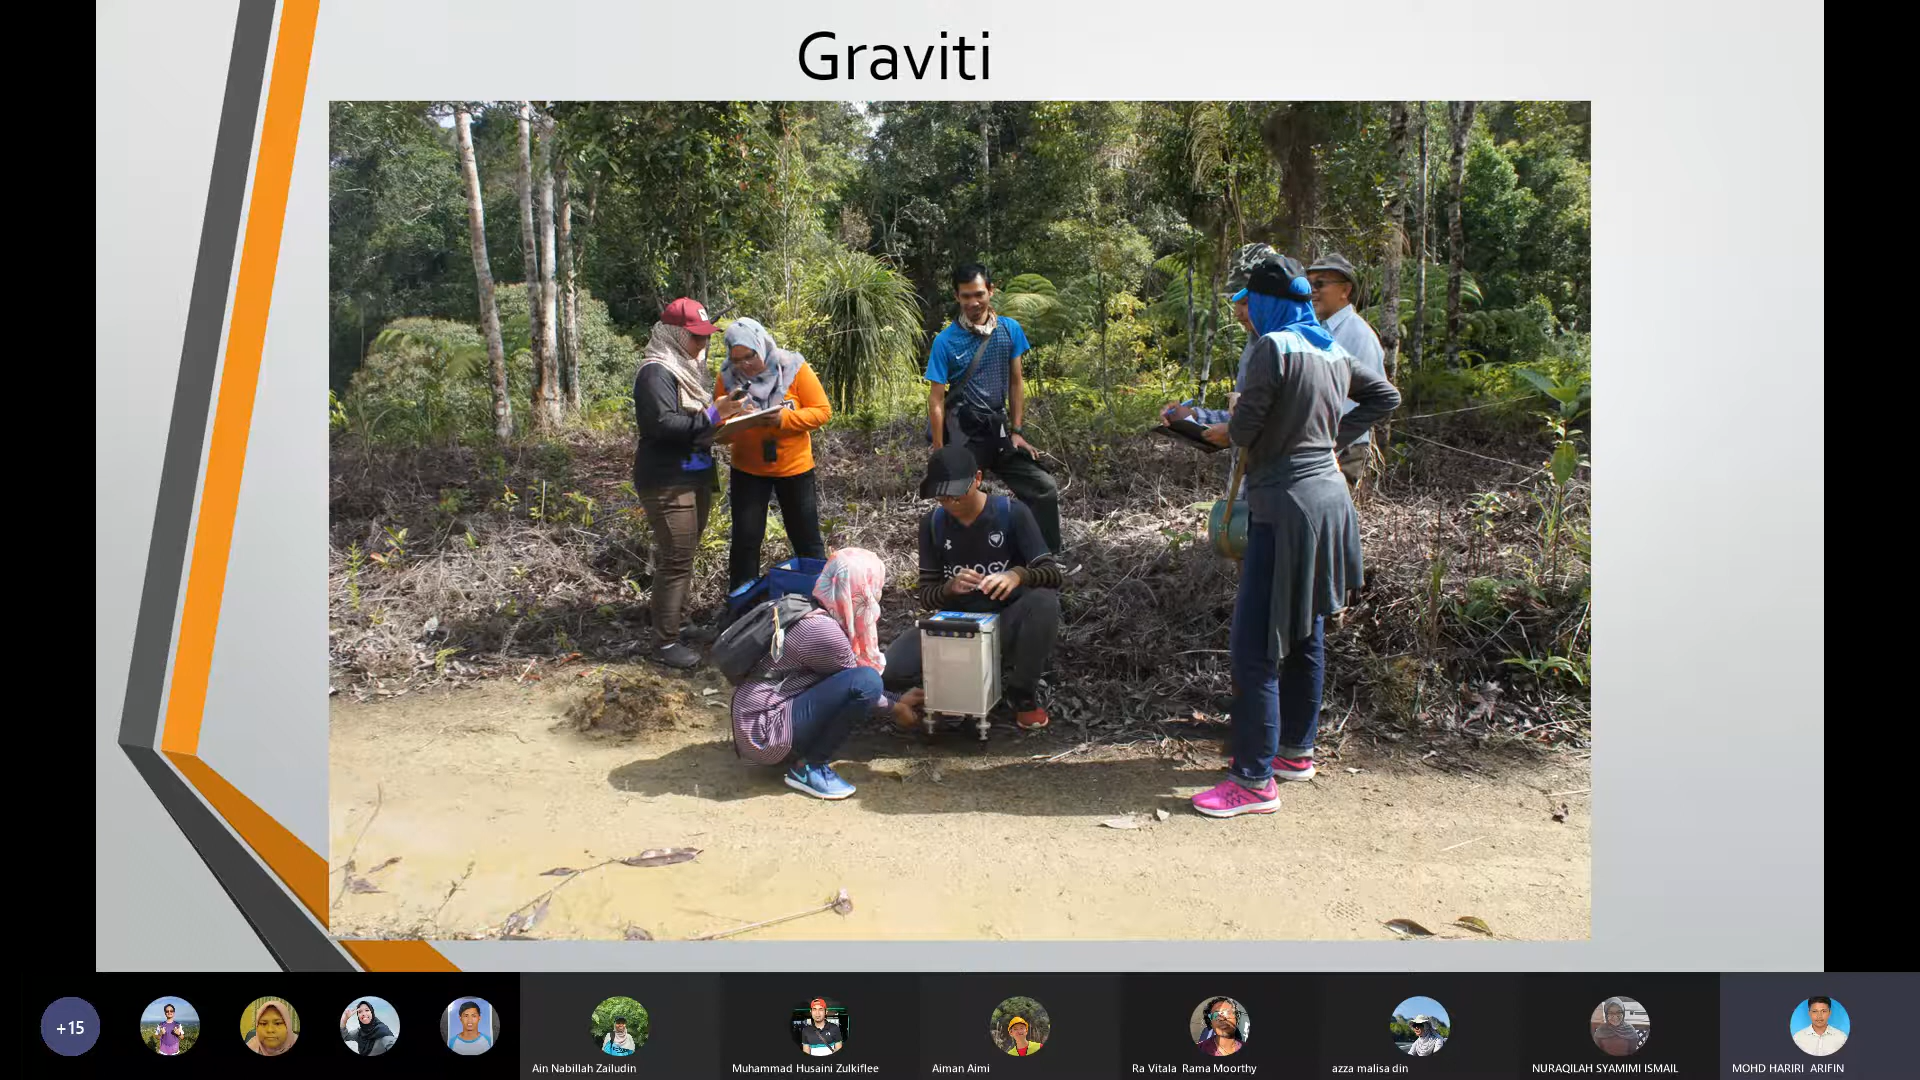 Graviti
+15
Ain Nabillah Zailudin
Muhammad Husaini Zulkiflee
Aiman Aimi
Ra Vitala Rama Moorthy
azza malisa din
NURAQILAH SYAMIMI ISMAIL
MOHD HARIRI ARIFIN